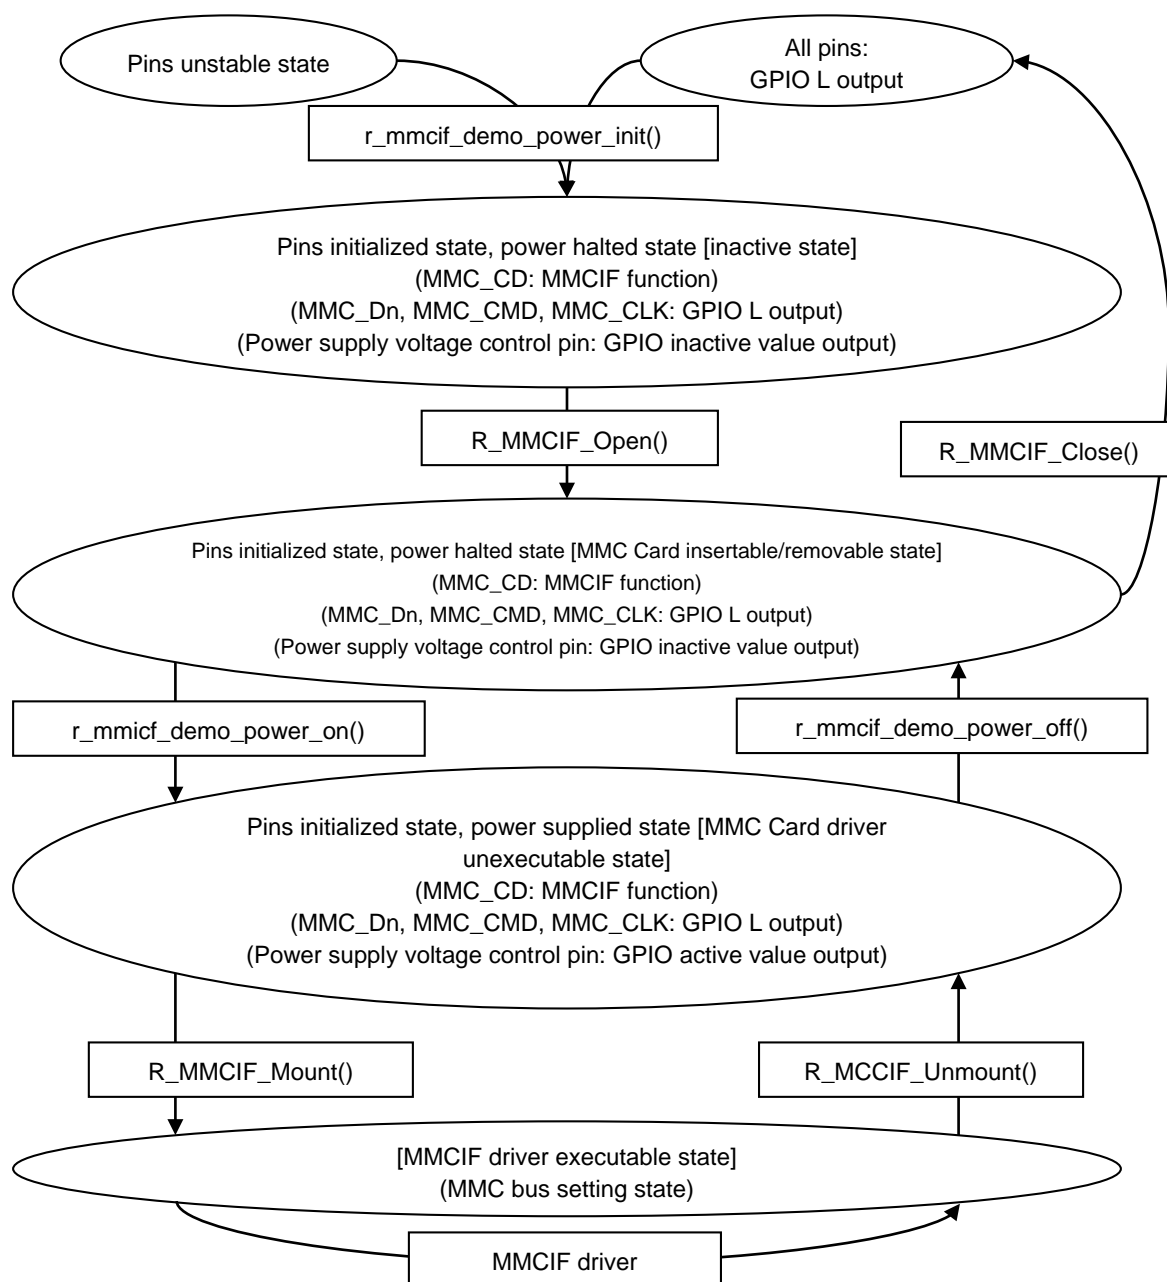 Pins unstable state
All pins:
GPIO L output
r_mmcif_demo_power_init()
Pins initialized state, power halted state [inactive state]
(MMC_CD: MMCIF function)
(MMC_Dn, MMC_CMD, MMC_CLK: GPIO L output)
(Power supply voltage control pin: GPIO inactive value output)
R_MMCIF_Open()
R_MMCIF_Close()
Pins initialized state, power halted state [MMC Card insertable/removable state]
(MMC_CD: MMCIF function)
(MMC_Dn, MMC_CMD, MMC_CLK: GPIO L output)
(Power supply voltage control pin: GPIO inactive value output)
r_mmicf_demo_power_on()
r_mmcif_demo_power_off()
Pins initialized state, power supplied state [MMC Card driver
unexecutable state]
(MMC_CD: MMCIF function)
(MMC_Dn, MMC_CMD, MMC_CLK: GPIO L output)
(Power supply voltage control pin: GPIO active value output)
R_MMCIF_Mount()
R_MCCIF_Unmount()
[MMCIF driver executable state]
(MMC bus setting state)
MMCIF driver